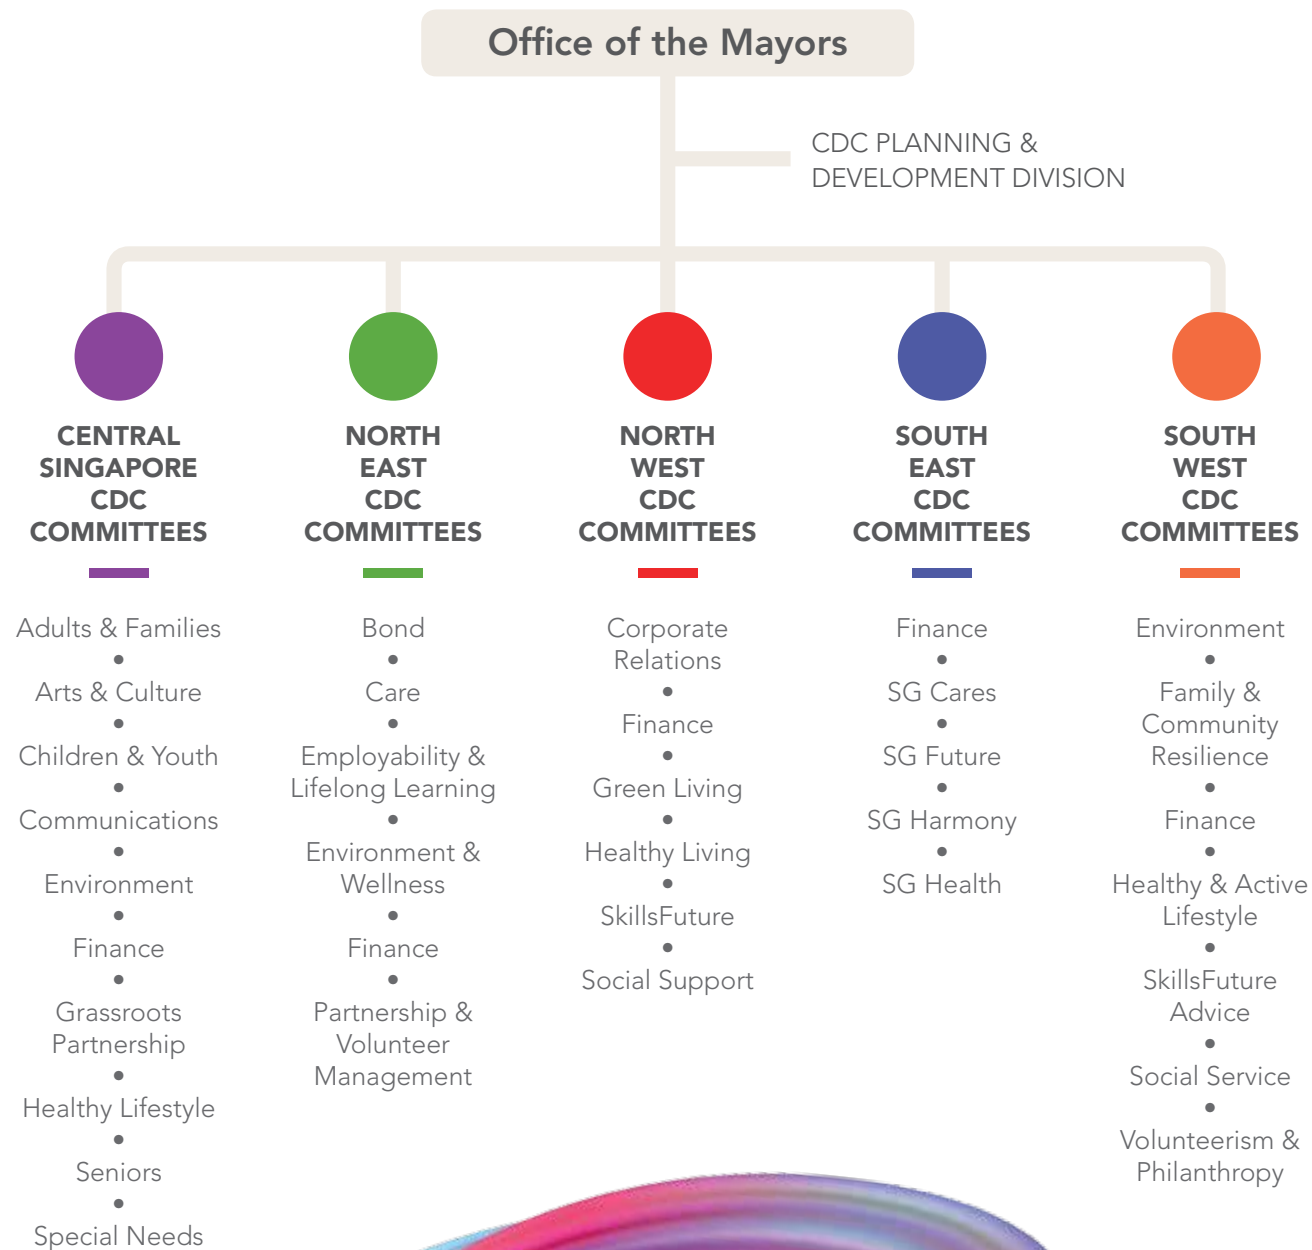 Office of the Mayors
CDC PLANNING &
DEVELOPMENT DIVISION
CENTRAL
SINGAPORE
CDC
COMMITTEES
Adults & Families
•
Arts & Culture
•
Children & Youth
•
Communications
•
Environment
•
Finance
•
Grassroots
Partnership
•
Healthy Lifestyle
•
Seniors
•
Special Needs
NORTH
EAST
CDC
COMMITTEES
Bond
•
Care
•
Employability &
Lifelong Learning
•
Environment &
Wellness
•
Finance
•
Partnership &
Volunteer
Management
NORTH
WEST
CDC
COMMITTEES
Corporate
Relations
•
Finance
•
Green Living
•
Healthy Living
•
SkillsFuture
•
Social Support
SOUTH
EAST
CDC
COMMITTEES
Finance
•
SG Cares
•
SG Future
•
SG Harmony
•
SG Health
SOUTH
WEST
CDC
COMMITTEES
Environment
•
Family &
Community
Resilience
•
Finance
•
Healthy & Active
Lifestyle
•
SkillsFuture
Advice
•
Social Service
•
Volunteerism &
Philanthropy